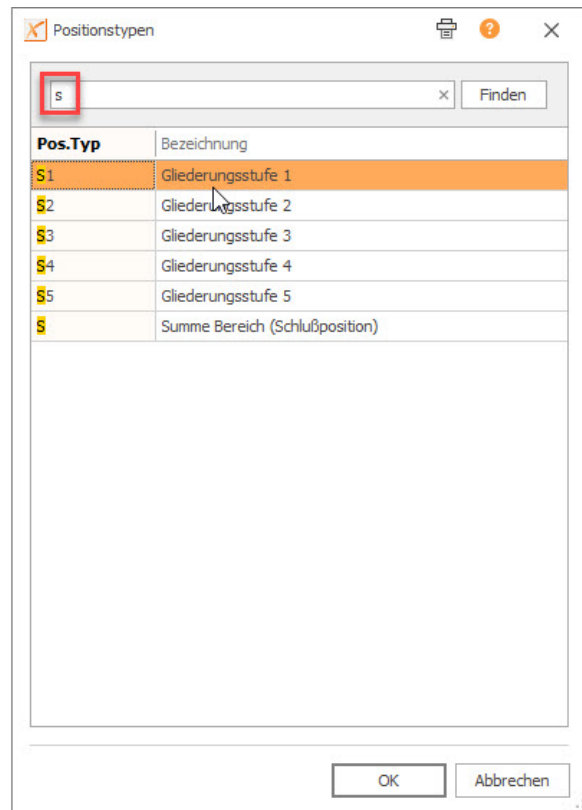 Positionstypen
s Finden
Pos.Typ Bezeichnung
S1 Gliederungsstufe 1
S2 Gliederungsstufe 2
S3 Gliederungsstufe 3
S4 Gliederungsstufe 4
S5 Gliederungsstufe 5
S Summe Bereich (Schlußposition)
OK Abbrechen